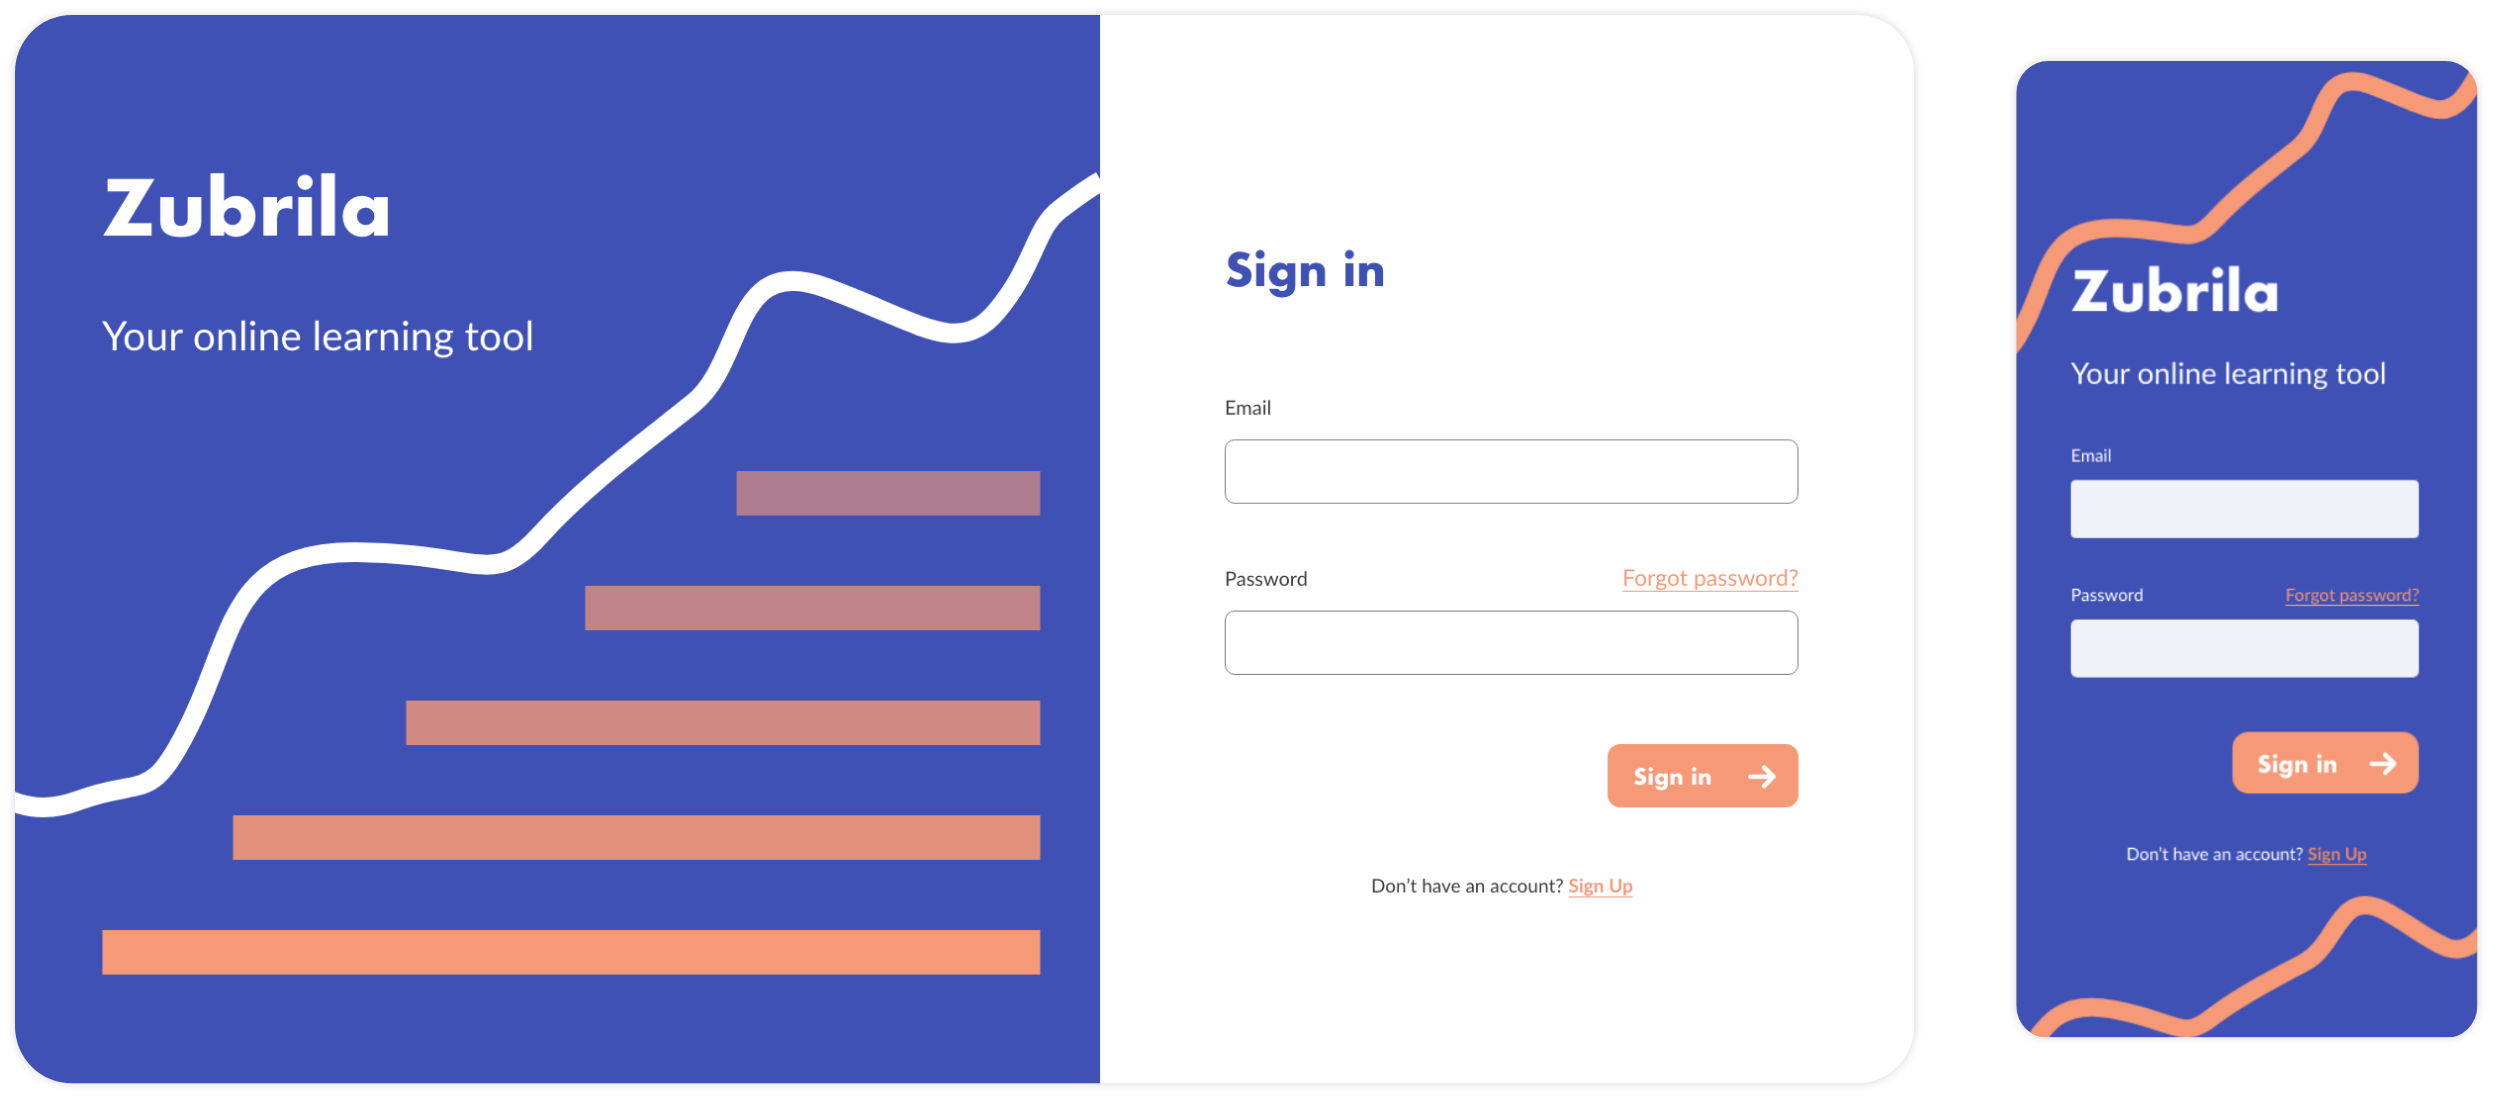 Zubrila
Your online learning tool
Sign in
Email
Password
Forgot password?
Sign in
Don't have an account? Sign Up
Zubrila
Your online learning tool
Email
Password
Forgot password?
Sign in
Don't have an account? Sign Up